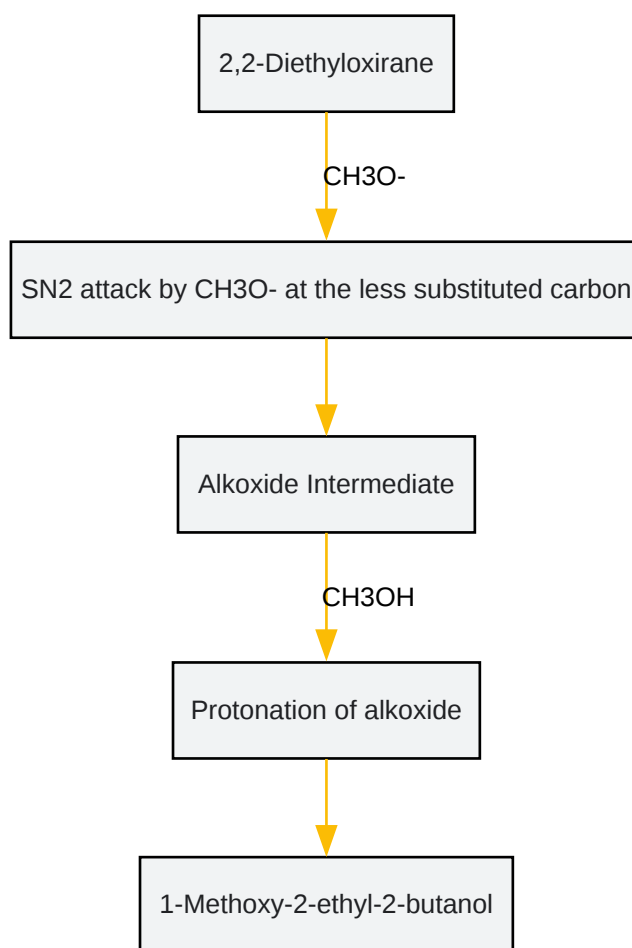 2,2-Diethyloxirane
CH3O-
SN2 attack by CH3O- at the less substituted carbon
Alkoxide Intermediate
CH3OH
Protonation of alkoxide
1-Methoxy-2-ethyl-2-butanol